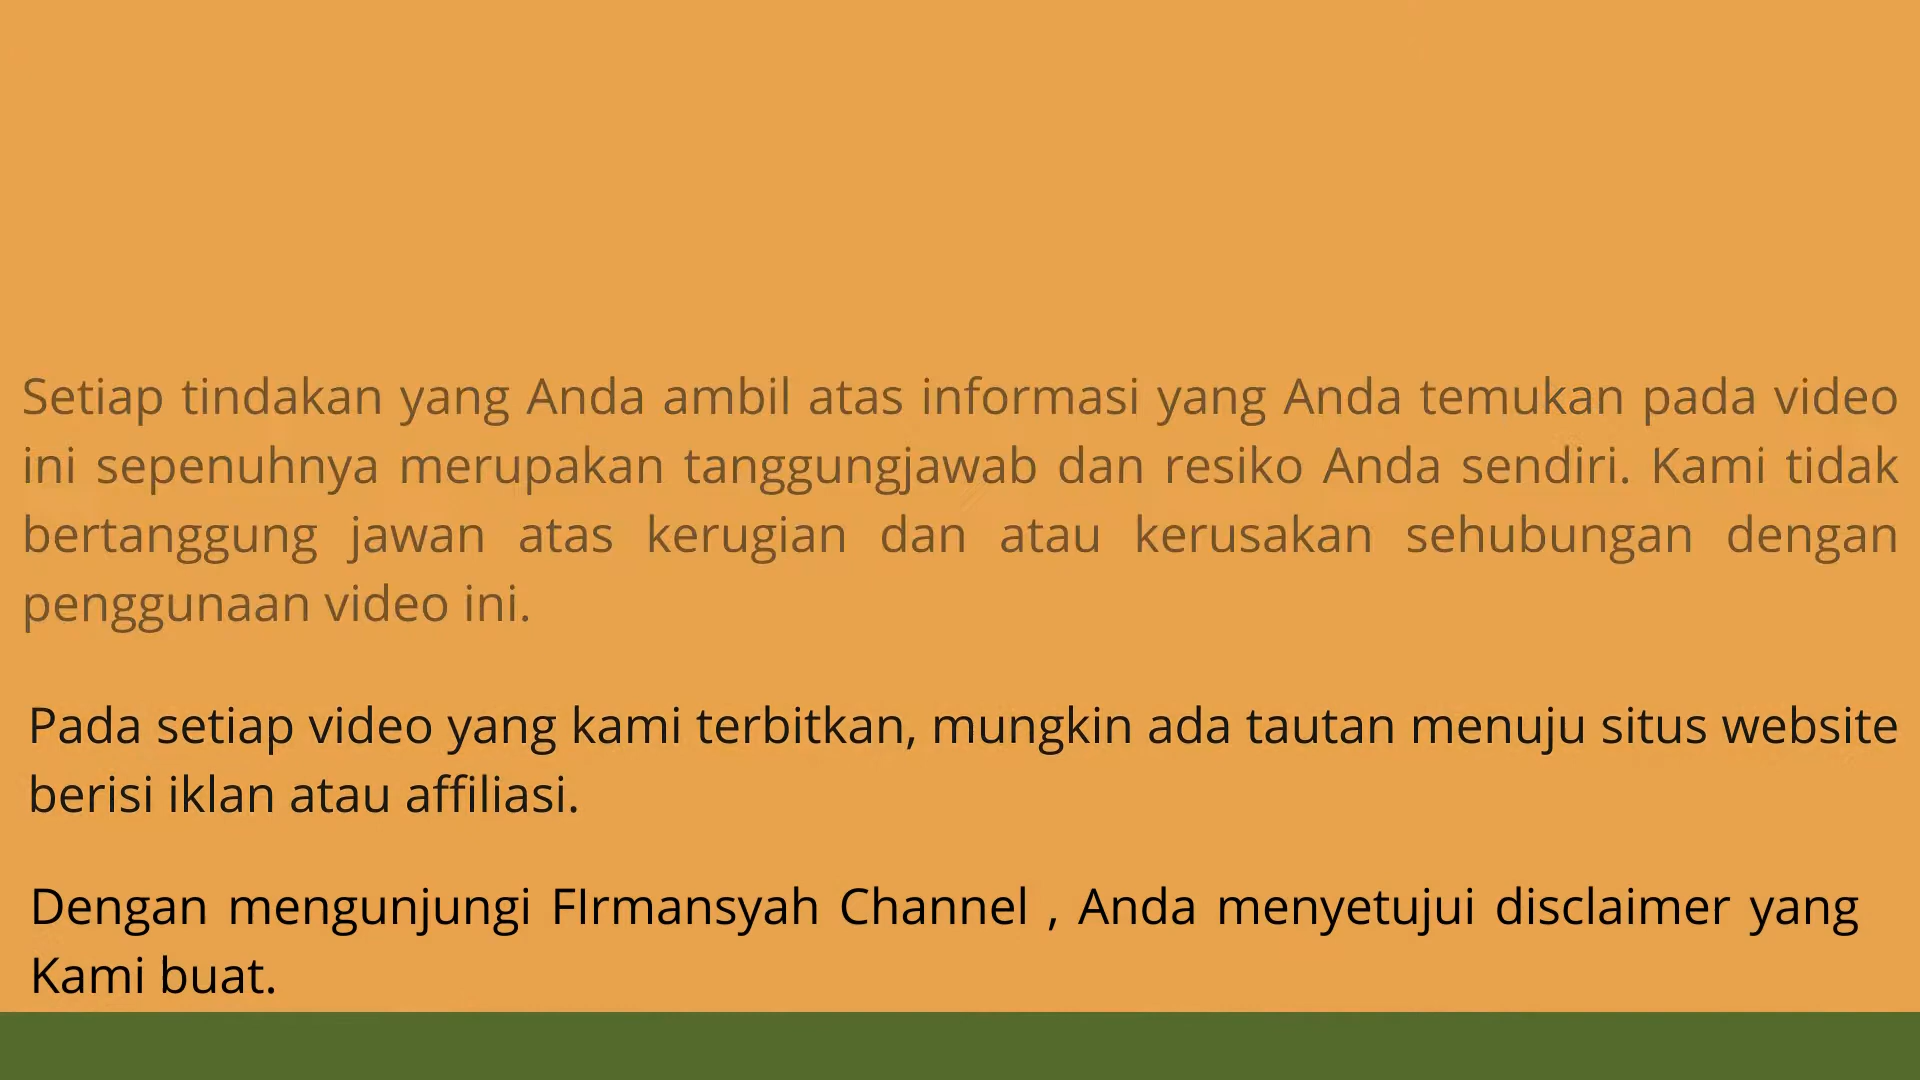 Setiap tindakan yang Anda ambil atas informasi yang Anda temukan pada video
ini sepenuhnya merupakan tanggungjawab dan resiko Anda sendiri. Kami tidak
bertanggung jawan atas kerugian dan atau kerusakan sehubungan dengan
penggunaan video ini.
Pada setiap video yang kami terbitkan, mungkin ada tautan menuju situs website
berisi iklan atau affiliasi.
Dengan mengunjungi FIrmansyah Channel , Anda menyetujui disclaimer yang
Kami buat.